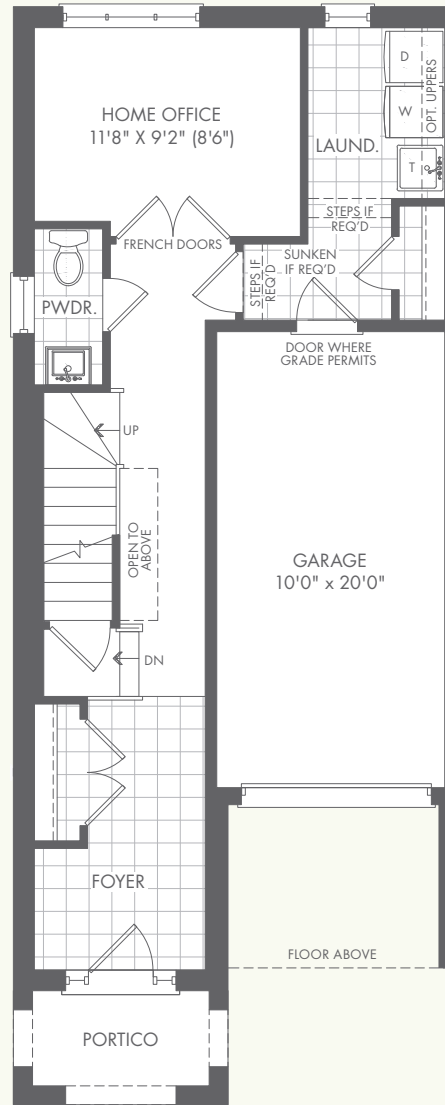 HOME OFFICE
11'8" X 9'2" (8'6")
D
W
OPT. UPPERS
LAUND.
T
FRENCH DOORS
STEPS IF
REQ'D
STEPS IF
REQ'D
SUNKEN
IF REQ'D
PWDR.
DOOR WHERE
GRADE PERMITS
UP
OPEN TO
ABOVE
GARAGE
10'0" x 20'0"
DN
FOYER
FLOOR ABOVE
PORTICO